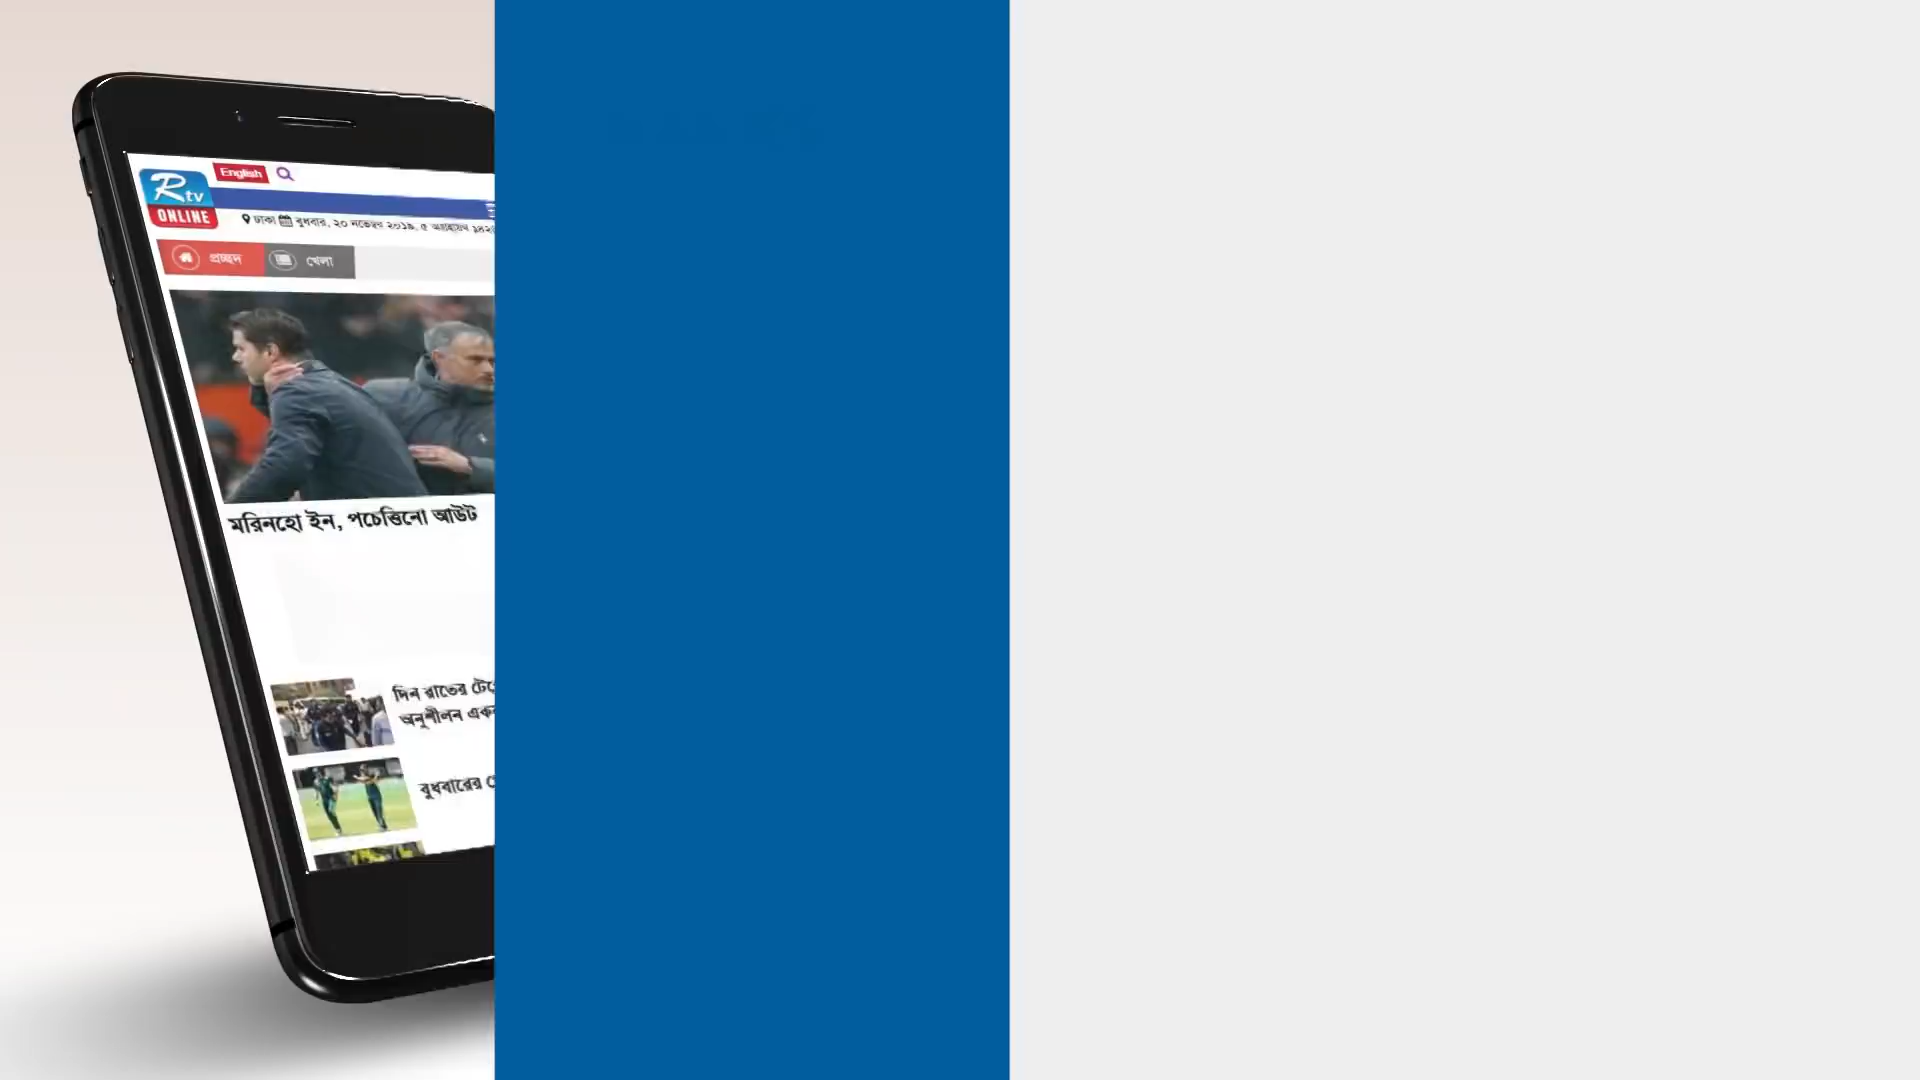 English
Rtv
ONLINE
ঢাকা বুধবার, ২০ নভেম্বর ২০১৯, ৫ অগ্রহায়ণ
প্রচ্ছদ খেলা
মরিনহো ইন, পচেত্তিনো আউট
দিন রাতের
অনুশীলন
বুধবারের